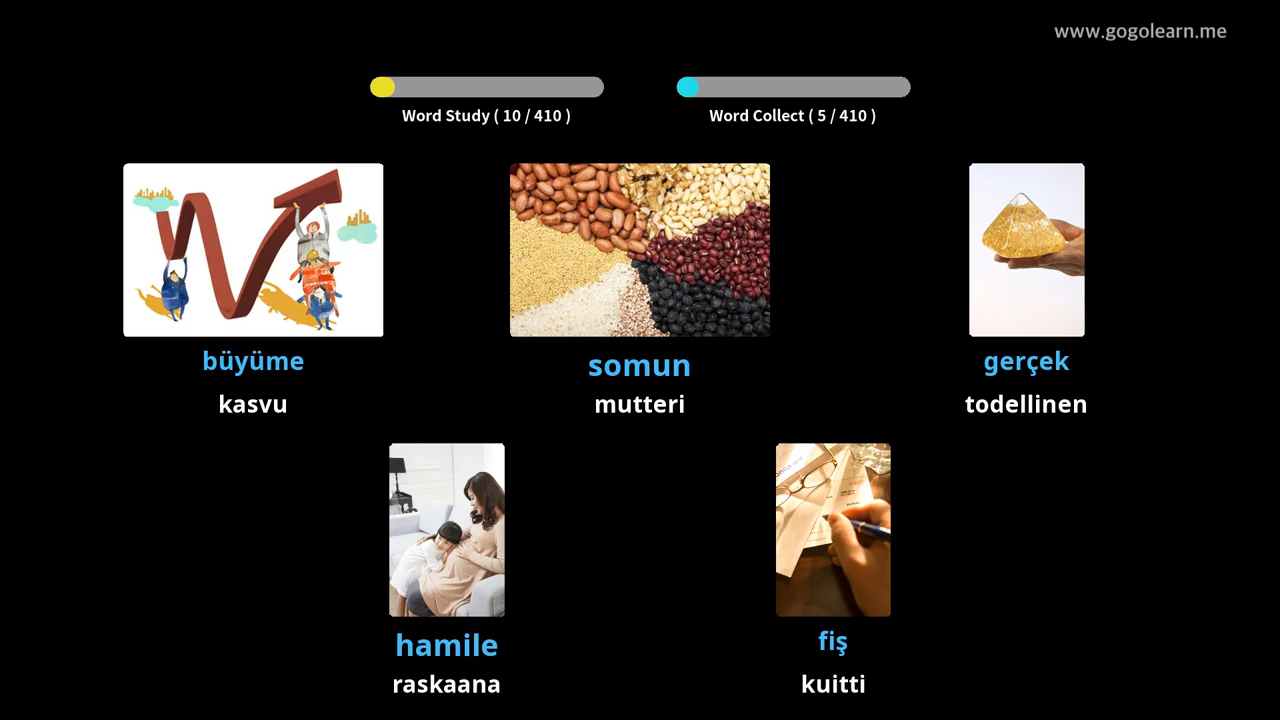 www.gogolearn.me
Word Study ( 10 / 410 )
Word Collect ( 5 / 410 )
büyüme
somun
gerçek
kasvu
mutteri
todellinen
hamile
fiş
raskaana
kuitti